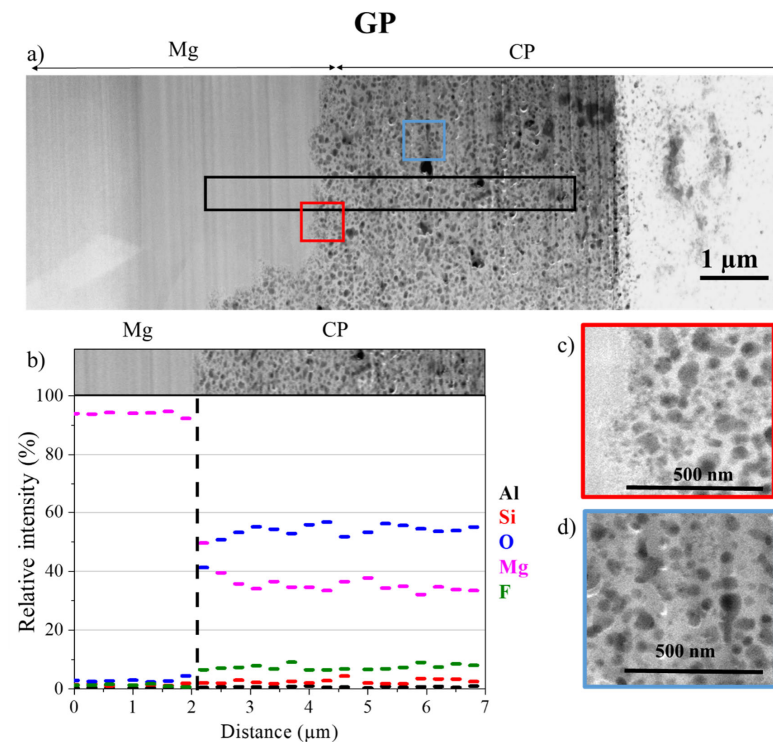 GP
Mg CP
a)
1 µm
Mg CP
b)
100
80
60
40
20
0
Relative intensity (%)
0 1 2 3 4 5 6 7
Distance (µm)
Al
Si
O
Mg
F
c)
500 nm
d)
500 nm